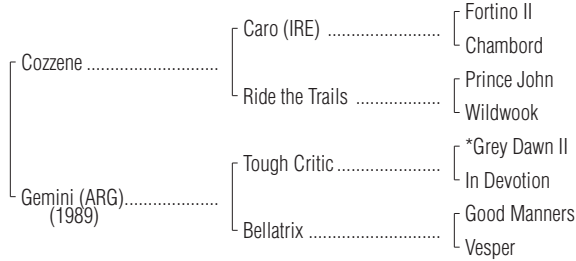 Fortino II
Caro (IRE) ....................
Chambord
Cozzene .............................
Prince John
Ride the Trails ...............
Wildwook
*Grey Dawn II
Tough Critic ..................
In Devotion
Gemini (ARG)....................
(1989)
Good Manners
Bellatrix .......................
Vesper